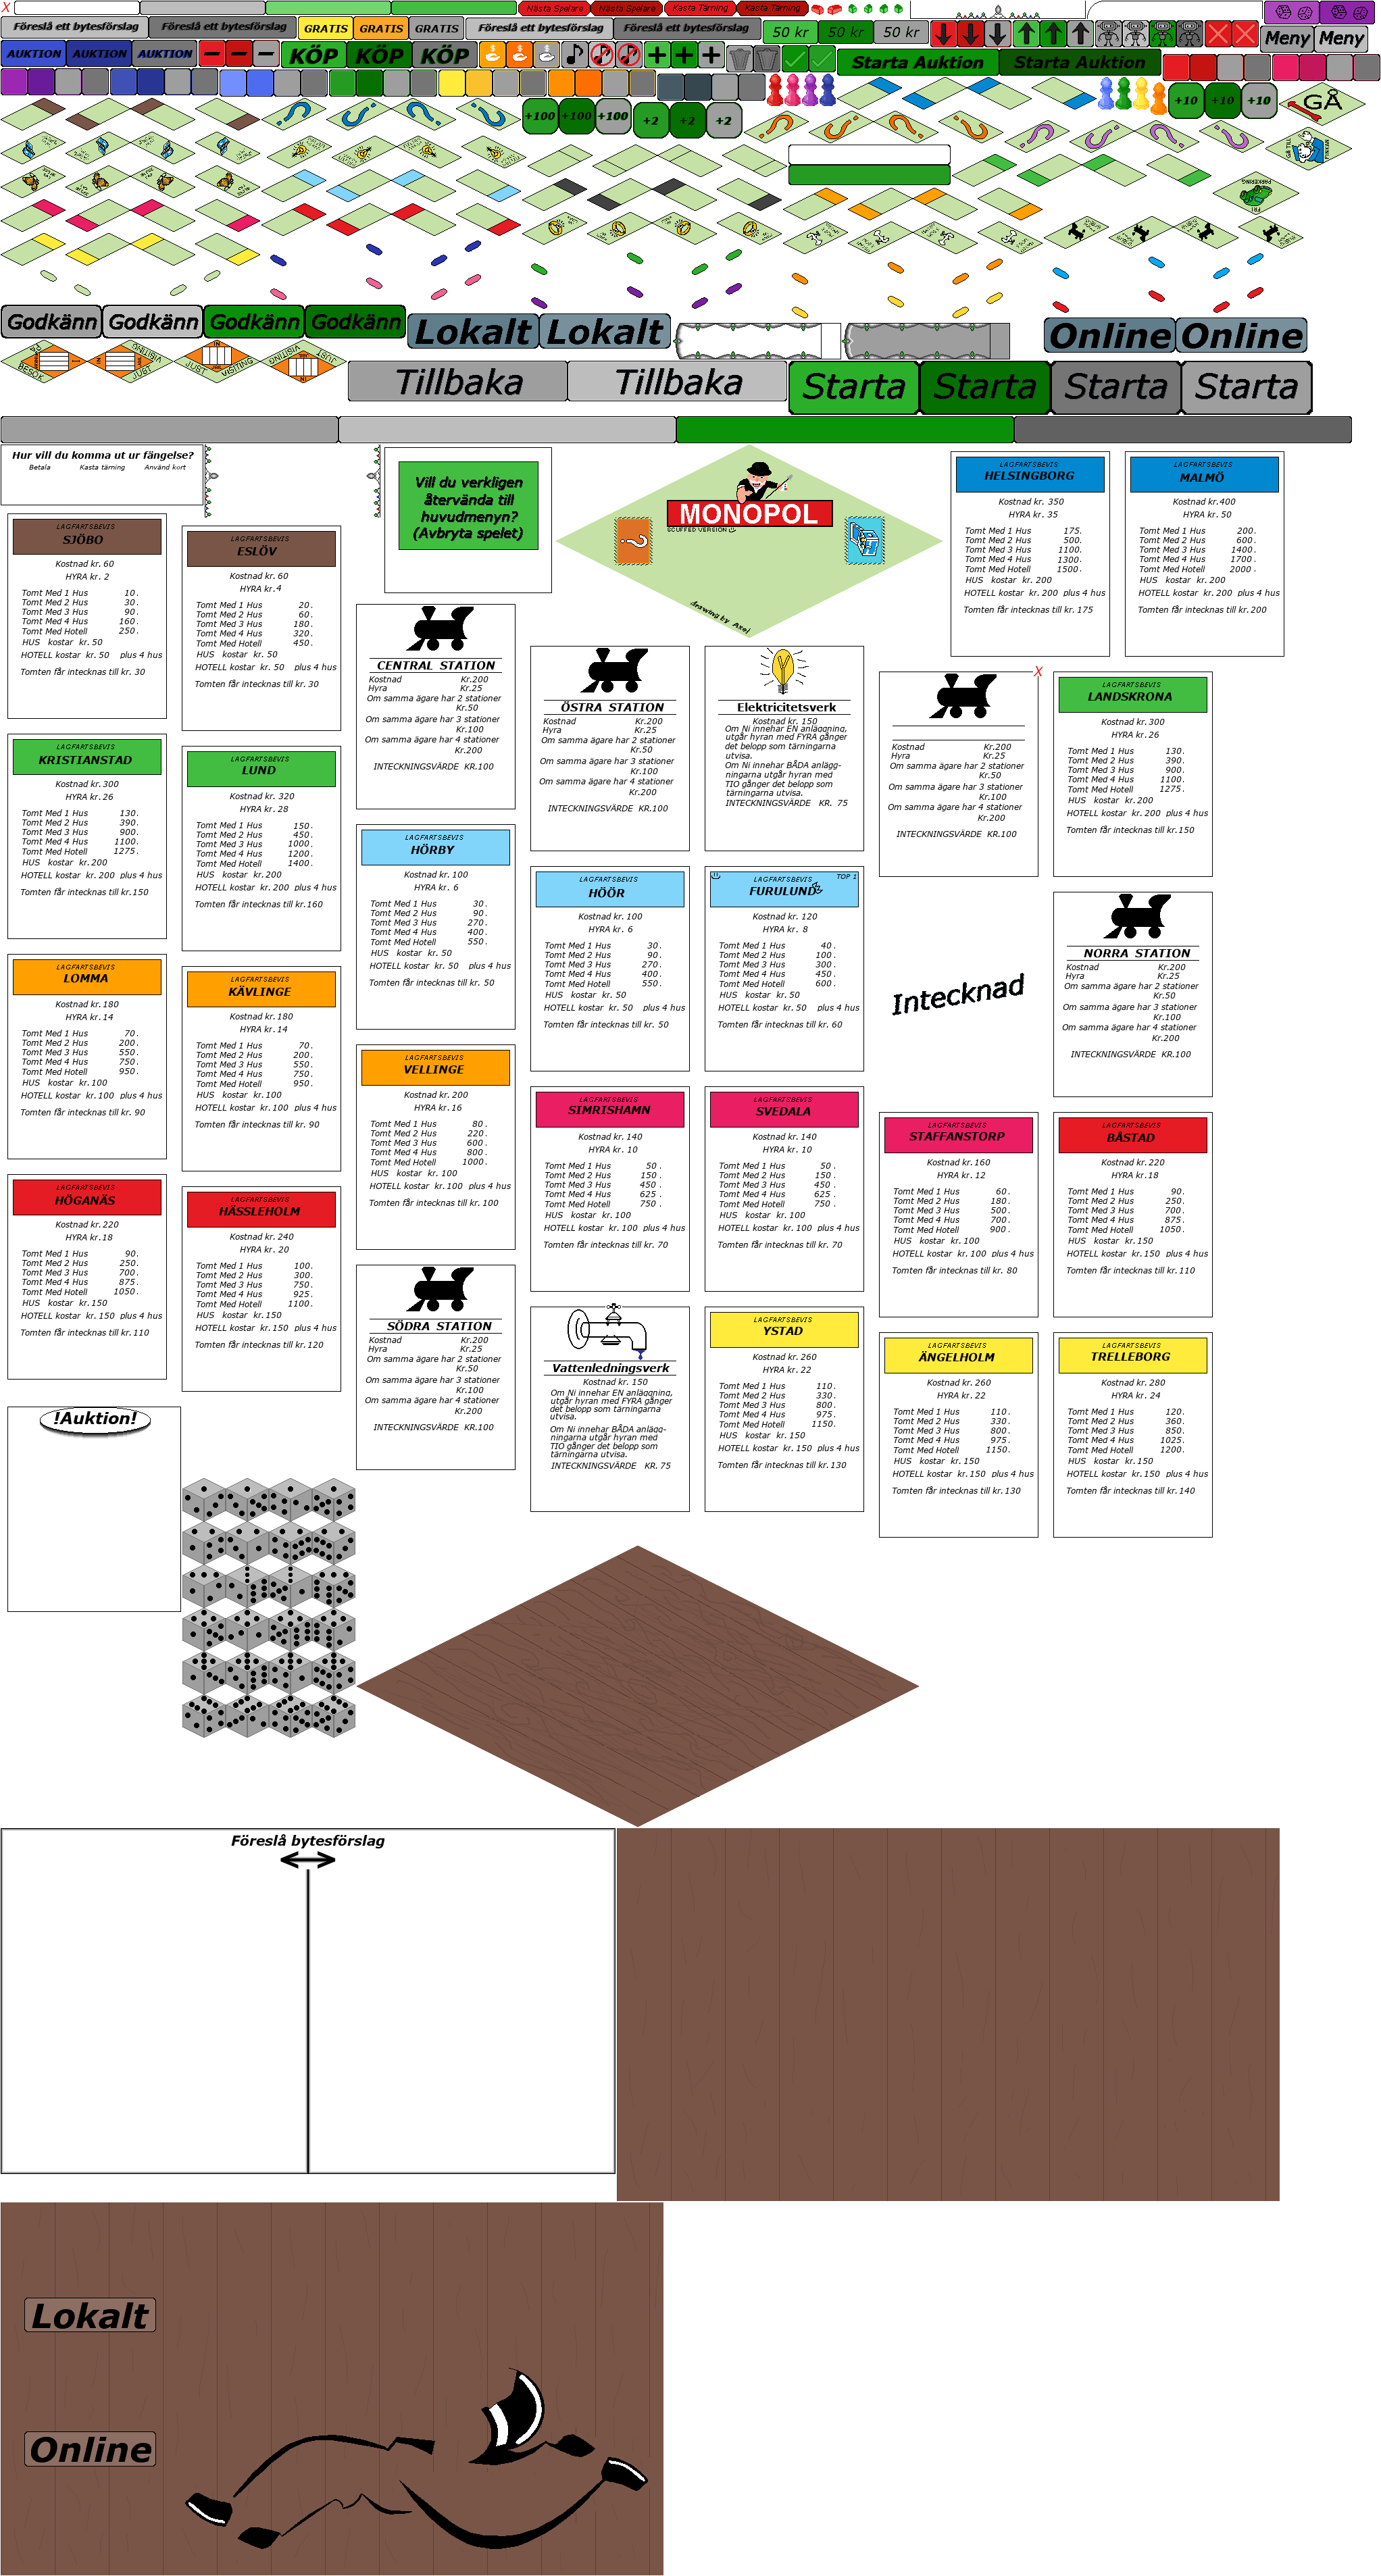 X
Nästa Spelare Nästa Spelare Kasta Tärning Kasta Tärning
Föreslå ett bytesförslag Föreslå ett bytesförslag GRATIS GRATIS GRATIS Föreslå ett bytesförslag Föreslå ett bytesförslag 50 kr 50 kr 50 kr Meny Meny
AUKTION AUKTION AUKTION KÖP KÖP KÖP Starta Auktion Starta Auktion
+100 +100 +100 +2 +2 +2 +10 +10 +10 GÅ
FRI
PARKERING
Godkänn Godkänn Godkänn Godkänn Lokalt Lokalt Online Online
JUST VISITING
Tillbaka Tillbaka Starta Starta Starta Starta
Hur vill du komma ut ur fängelse?
Betala Kasta tärning Använd kort
Vill du verkligen
återvända till
huvudmenyn?
(Avbryta spelet)
MONOPOL
SCUFFED VERSION
drawing by Axel
LAGFARTSBEVIS
HELSINGBORG
Kostnad kr. 350
HYRA kr. 35
Tomt Med 1 Hus 175.
Tomt Med 2 Hus 500.
Tomt Med 3 Hus 1100.
Tomt Med 4 Hus 1300.
Tomt Med Hotell 1500.
HUS kostar kr. 200
HOTELL kostar kr. 200 plus 4 hus
Tomten får intecknas till kr. 175
LAGFARTSBEVIS
MALMÖ
Kostnad kr.400
HYRA kr. 50
Tomt Med 1 Hus 200.
Tomt Med 2 Hus 600.
Tomt Med 3 Hus 1400.
Tomt Med 4 Hus 1700.
Tomt Med Hotell 2000.
HUS kostar kr. 200
HOTELL kostar kr. 200 plus 4 hus
Tomten får intecknas till kr.200
LAGFARTSBEVIS
SJÖBO
Kostnad kr. 60
HYRA kr. 2
Tomt Med 1 Hus 10.
Tomt Med 2 Hus 30.
Tomt Med 3 Hus 90.
Tomt Med 4 Hus 160.
Tomt Med Hotell 250.
HUS kostar kr. 50
HOTELL kostar kr. 50 plus 4 hus
Tomten får intecknas till kr. 30
LAGFARTSBEVIS
ESLÖV
Kostnad kr. 60
HYRA kr.4
Tomt Med 1 Hus 20.
Tomt Med 2 Hus 60.
Tomt Med 3 Hus 180.
Tomt Med 4 Hus 320.
Tomt Med Hotell 450.
HUS kostar kr. 50
HOTELL kostar kr. 50 plus 4 hus
Tomten får intecknas till kr. 30
CENTRAL STATION
Kostnad Kr.200
Hyra Kr.25
Om samma ägare har 2 stationer
Kr.50
Om samma ägare har 3 stationer
Kr.100
Om samma ägare har 4 stationer
Kr.200
INTECKNINGSVÄRDE KR.100
ÖSTRA STATION
Kostnad Kr.200
Hyra Kr.25
Om samma ägare har 2 stationer
Kr.50
Om samma ägare har 3 stationer
Kr.100
Om samma ägare har 4 stationer
Kr.200
INTECKNINGSVÄRDE KR.100
Elektricitetsverk
Kostnad kr. 150
Om Ni innehar EN anläggning,
utgår hyran med FYRA gånger
det belopp som tärningarna
utvisa.
Om Ni innehar BÅDA anlägg-
ningarna utgår hyran med
TIO gånger det belopp som
tärningarna utvisa.
INTECKNINGSVÄRDE KR. 75
X
Kostnad Kr.200
Hyra Kr.25
Om samma ägare har 2 stationer
Kr.50
Om samma ägare har 3 stationer
Kr.100
Om samma ägare har 4 stationer
Kr.200
INTECKNINGSVÄRDE KR.100
LAGFARTSBEVIS
LANDSKRONA
Kostnad kr.300
HYRA kr.26
Tomt Med 1 Hus 130.
Tomt Med 2 Hus 390.
Tomt Med 3 Hus 900.
Tomt Med 4 Hus 1100.
Tomt Med Hotell 1275.
HUS kostar kr.200
HOTELL kostar kr. 200 plus 4 hus
Tomten får intecknas till kr.150
LAGFARTSBEVIS
KRISTIANSTAD
Kostnad kr.300
HYRA kr.26
Tomt Med 1 Hus 130.
Tomt Med 2 Hus 390.
Tomt Med 3 Hus 900.
Tomt Med 4 Hus 1100.
Tomt Med Hotell 1275.
HUS kostar kr.200
HOTELL kostar kr. 200 plus 4 hus
Tomten får intecknas till kr.150
LAGFARTSBEVIS
LUND
Kostnad kr. 320
HYRA kr. 28
Tomt Med 1 Hus 150.
Tomt Med 2 Hus 450.
Tomt Med 3 Hus 1000.
Tomt Med 4 Hus 1200.
Tomt Med Hotell 1400.
HUS kostar kr.200
HOTELL kostar kr. 200 plus 4 hus
Tomten får intecknas till kr.160
LAGFARTSBEVIS
HÖRBY
Kostnad kr.100
HYRA kr. 6
Tomt Med 1 Hus 30.
Tomt Med 2 Hus 90.
Tomt Med 3 Hus 270.
Tomt Med 4 Hus 400.
Tomt Med Hotell 550.
HUS kostar kr. 50
HOTELL kostar kr. 50 plus 4 hus
Tomten får intecknas till kr. 50
LAGFARTSBEVIS
HÖÖR
Kostnad kr.100
HYRA kr. 6
Tomt Med 1 Hus 30.
Tomt Med 2 Hus 90.
Tomt Med 3 Hus 270.
Tomt Med 4 Hus 400.
Tomt Med Hotell 550.
HUS kostar kr. 50
HOTELL kostar kr. 50 plus 4 hus
Tomten får intecknas till kr. 50
TOP 1
LAGFARTSBEVIS
FURULUND
Kostnad kr. 120
HYRA kr. 8
Tomt Med 1 Hus 40.
Tomt Med 2 Hus 100.
Tomt Med 3 Hus 300.
Tomt Med 4 Hus 450.
Tomt Med Hotell 600.
HUS kostar kr. 50
HOTELL kostar kr. 50 plus 4 hus
Tomten får intecknas till kr. 60
Intecknad
NORRA STATION
Kostnad Kr.200
Hyra Kr.25
Om samma ägare har 2 stationer
Kr.50
Om samma ägare har 3 stationer
Kr.100
Om samma ägare har 4 stationer
Kr.200
INTECKNINGSVÄRDE KR.100
LAGFARTSBEVIS
LOMMA
Kostnad kr.180
HYRA kr.14
Tomt Med 1 Hus 70.
Tomt Med 2 Hus 200.
Tomt Med 3 Hus 550.
Tomt Med 4 Hus 750.
Tomt Med Hotell 950.
HUS kostar kr.100
HOTELL kostar kr.100 plus 4 hus
Tomten får intecknas till kr. 90
LAGFARTSBEVIS
KÄVLINGE
Kostnad kr.180
HYRA kr.14
Tomt Med 1 Hus 70.
Tomt Med 2 Hus 200.
Tomt Med 3 Hus 550.
Tomt Med 4 Hus 750.
Tomt Med Hotell 950.
HUS kostar kr.100
HOTELL kostar kr.100 plus 4 hus
Tomten får intecknas till kr. 90
LAGFARTSBEVIS
VELLINGE
Kostnad kr. 200
HYRA kr.16
Tomt Med 1 Hus 80.
Tomt Med 2 Hus 220.
Tomt Med 3 Hus 600.
Tomt Med 4 Hus 800.
Tomt Med Hotell 1000.
HUS kostar kr. 100
HOTELL kostar kr.100 plus 4 hus
Tomten får intecknas till kr. 100
LAGFARTSBEVIS
SIMRISHAMN
Kostnad kr. 140
HYRA kr. 10
Tomt Med 1 Hus 50.
Tomt Med 2 Hus 150.
Tomt Med 3 Hus 450.
Tomt Med 4 Hus 625.
Tomt Med Hotell 750.
HUS kostar kr.100
HOTELL kostar kr. 100 plus 4 hus
Tomten får intecknas till kr. 70
LAGFARTSBEVIS
SVEDALA
Kostnad kr. 140
HYRA kr. 10
Tomt Med 1 Hus 50.
Tomt Med 2 Hus 150.
Tomt Med 3 Hus 450.
Tomt Med 4 Hus 625.
Tomt Med Hotell 750.
HUS kostar kr.100
HOTELL kostar kr. 100 plus 4 hus
Tomten får intecknas till kr. 70
LAGFARTSBEVIS
STAFFANSTORP
Kostnad kr.160
HYRA kr. 12
Tomt Med 1 Hus 60.
Tomt Med 2 Hus 180.
Tomt Med 3 Hus 500.
Tomt Med 4 Hus 700.
Tomt Med Hotell 900.
HUS kostar kr.100
HOTELL kostar kr. 100 plus 4 hus
Tomten får intecknas till kr. 80
LAGFARTSBEVIS
BÅSTAD
Kostnad kr.220
HYRA kr.18
Tomt Med 1 Hus 90.
Tomt Med 2 Hus 250.
Tomt Med 3 Hus 700.
Tomt Med 4 Hus 875.
Tomt Med Hotell 1050.
HUS kostar kr.150
HOTELL kostar kr.150 plus 4 hus
Tomten får intecknas till kr.110
LAGFARTSBEVIS
HÖGANÄS
Kostnad kr.220
HYRA kr.18
Tomt Med 1 Hus 90.
Tomt Med 2 Hus 250.
Tomt Med 3 Hus 700.
Tomt Med 4 Hus 875.
Tomt Med Hotell 1050.
HUS kostar kr.150
HOTELL kostar kr.150 plus 4 hus
Tomten får intecknas till kr.110
LAGFARTSBEVIS
HÄSSLEHOLM
Kostnad kr. 240
HYRA kr. 20
Tomt Med 1 Hus 100.
Tomt Med 2 Hus 300.
Tomt Med 3 Hus 750.
Tomt Med 4 Hus 925.
Tomt Med Hotell 1100.
HUS kostar kr.150
HOTELL kostar kr.150 plus 4 hus
Tomten får intecknas till kr.120
SÖDRA STATION
Kostnad Kr.200
Hyra Kr.25
Om samma ägare har 2 stationer
Kr.50
Om samma ägare har 3 stationer
Kr.100
Om samma ägare har 4 stationer
Kr.200
INTECKNINGSVÄRDE KR.100
Vattenledningsverk
Kostnad kr. 150
Om Ni innehar EN anläggning,
utgår hyran med FYRA gånger
det belopp som tärningarna
utvisa.
Om Ni innehar BÅDA anlägg-
ningarna utgår hyran med
TIO gånger det belopp som
tärningarna utvisa.
INTECKNINGSVÄRDE KR. 75
LAGFARTSBEVIS
YSTAD
Kostnad kr.260
HYRA kr. 22
Tomt Med 1 Hus 110.
Tomt Med 2 Hus 330.
Tomt Med 3 Hus 800.
Tomt Med 4 Hus 975.
Tomt Med Hotell 1150.
HUS kostar kr.150
HOTELL kostar kr.150 plus 4 hus
Tomten får intecknas till kr.130
LAGFARTSBEVIS
ÄNGELHOLM
Kostnad kr.260
HYRA kr. 22
Tomt Med 1 Hus 110.
Tomt Med 2 Hus 330.
Tomt Med 3 Hus 800.
Tomt Med 4 Hus 975.
Tomt Med Hotell 1150.
HUS kostar kr.150
HOTELL kostar kr.150 plus 4 hus
Tomten får intecknas till kr.130
LAGFARTSBEVIS
TRELLEBORG
Kostnad kr.280
HYRA kr. 24
Tomt Med 1 Hus 120.
Tomt Med 2 Hus 360.
Tomt Med 3 Hus 850.
Tomt Med 4 Hus 1025.
Tomt Med Hotell 1200.
HUS kostar kr.150
HOTELL kostar kr.150 plus 4 hus
Tomten får intecknas till kr.140
!Auktion!
Föreslå bytesförslag
Lokalt
Online